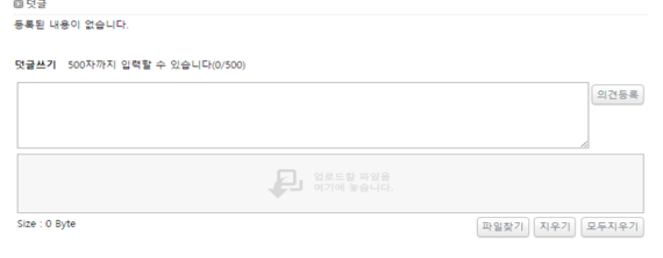 덧글
등록된 내용이 없습니다.
덧글쓰기 500자까지 입력할 수 있습니다(0/500)
의견등록
업로드할 파일을
여기에 놓습니다.
Size : 0 Byte
파일찾기 지우기 모두지우기